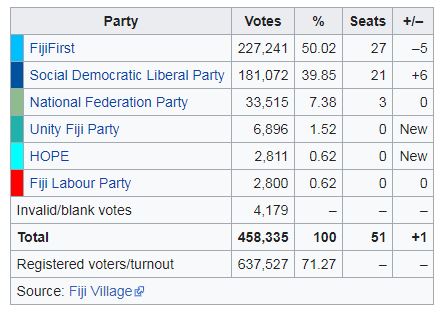 Party Votes % Seats +/–
FijiFirst 227,241 50.02 27 –5
Social Democratic Liberal Party 181,072 39.85 21 +6
National Federation Party 33,515 7.38 3 0
Unity Fiji Party 6,896 1.52 0 New
HOPE 2,811 0.62 0 New
Fiji Labour Party 2,800 0.62 0 0
Invalid/blank votes 4,179 – – –
Total 458,335 100 51 +1
Registered voters/turnout 637,527 71.27 – –
Source: Fiji Village